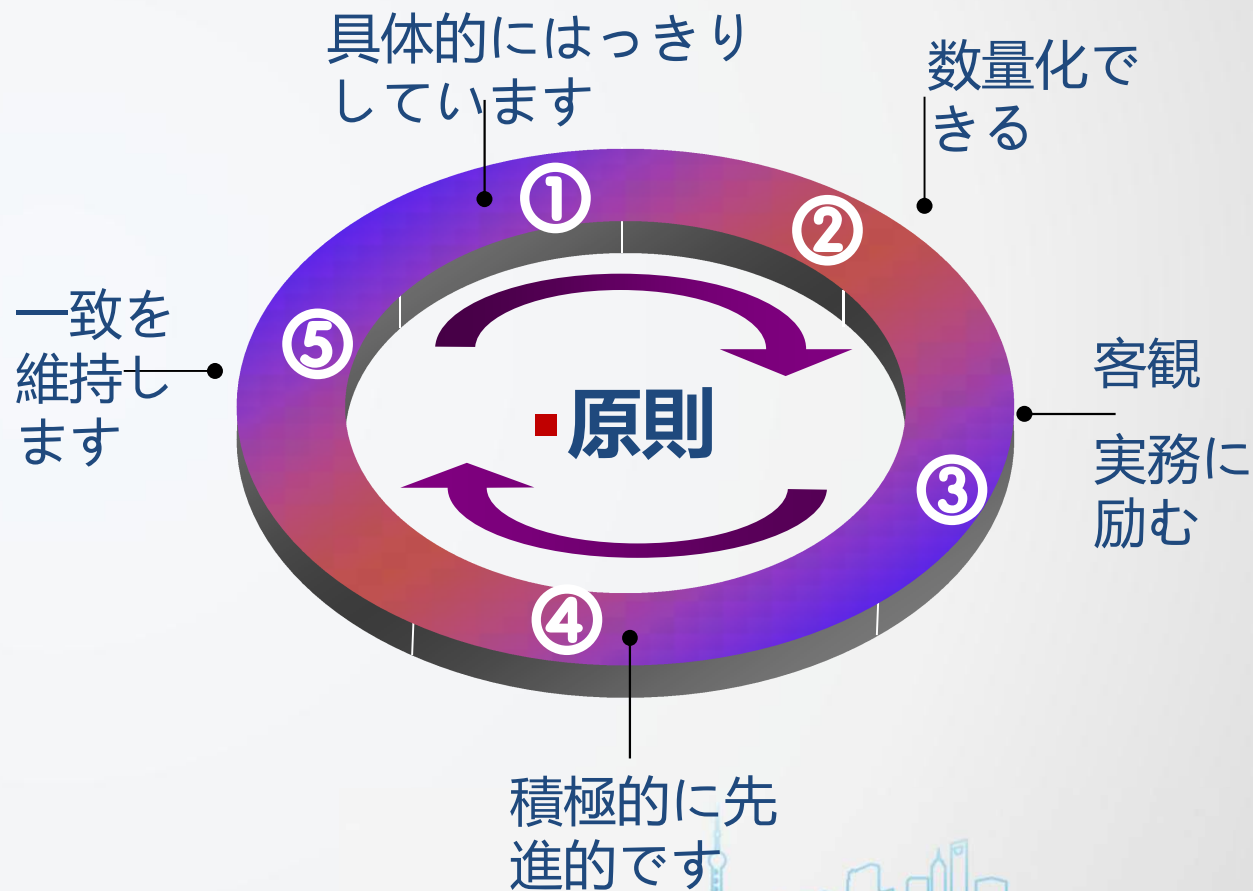 具体的にはっきり
しています
数量化で
きる
①
②
一致を
維持し
ます
⑤
客観
実務に
励む
③
原則
④
積極的に先
進的です